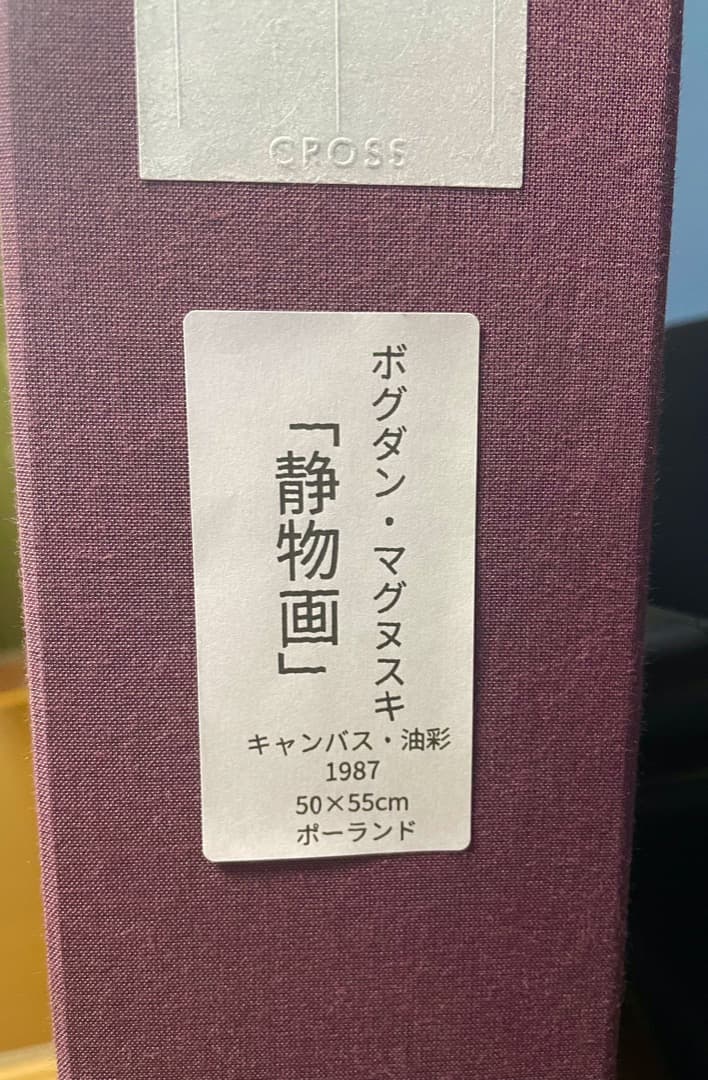 CROSS
ボグダン・マグヌスキ
「静物画」
キャンバス・油彩
1987
50×55cm
ポーランド